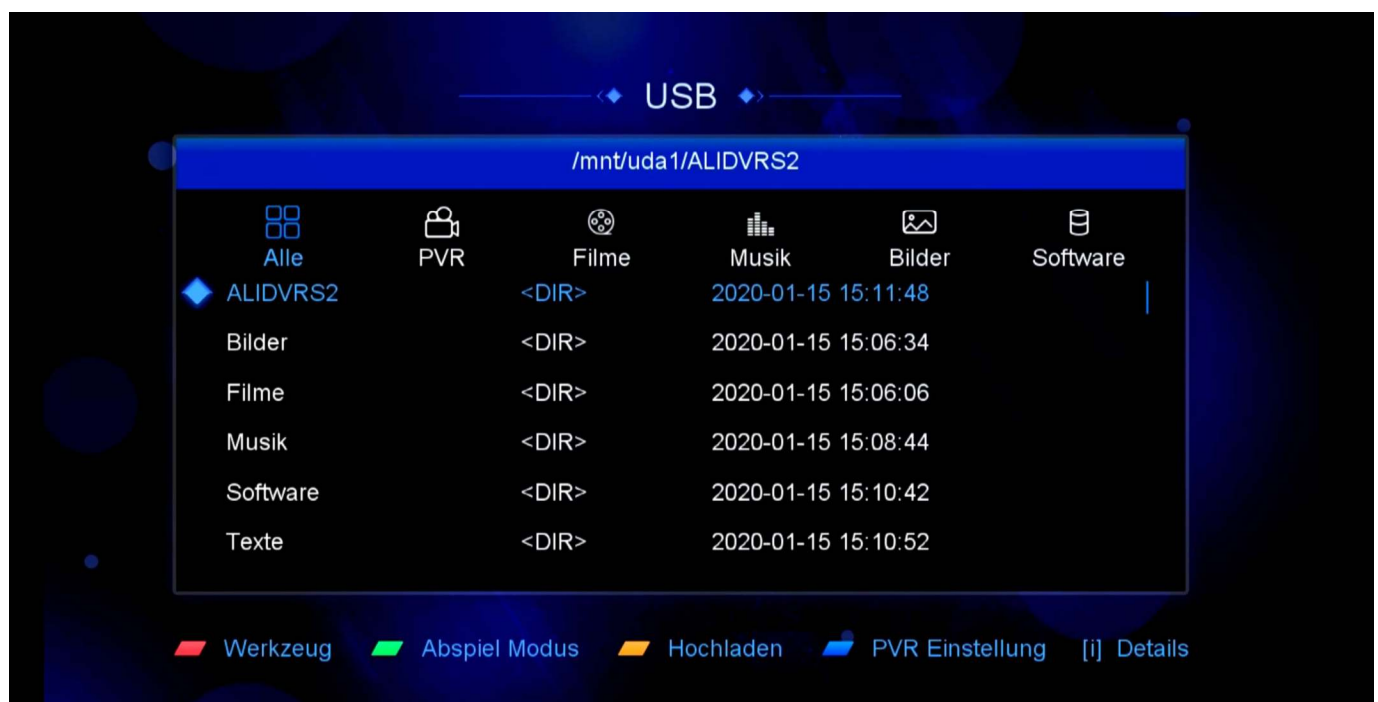 USB
/mnt/uda1/ALIDVRS2
Alle PVR Filme Musik Bilder Software
ALIDVRS2 <DIR> 2020-01-15 15:11:48
Bilder <DIR> 2020-01-15 15:06:34
Filme <DIR> 2020-01-15 15:06:06
Musik <DIR> 2020-01-15 15:08:44
Software <DIR> 2020-01-15 15:10:42
Texte <DIR> 2020-01-15 15:10:52
Werkzeug Abspiel Modus Hochladen PVR Einstellung [i] Details